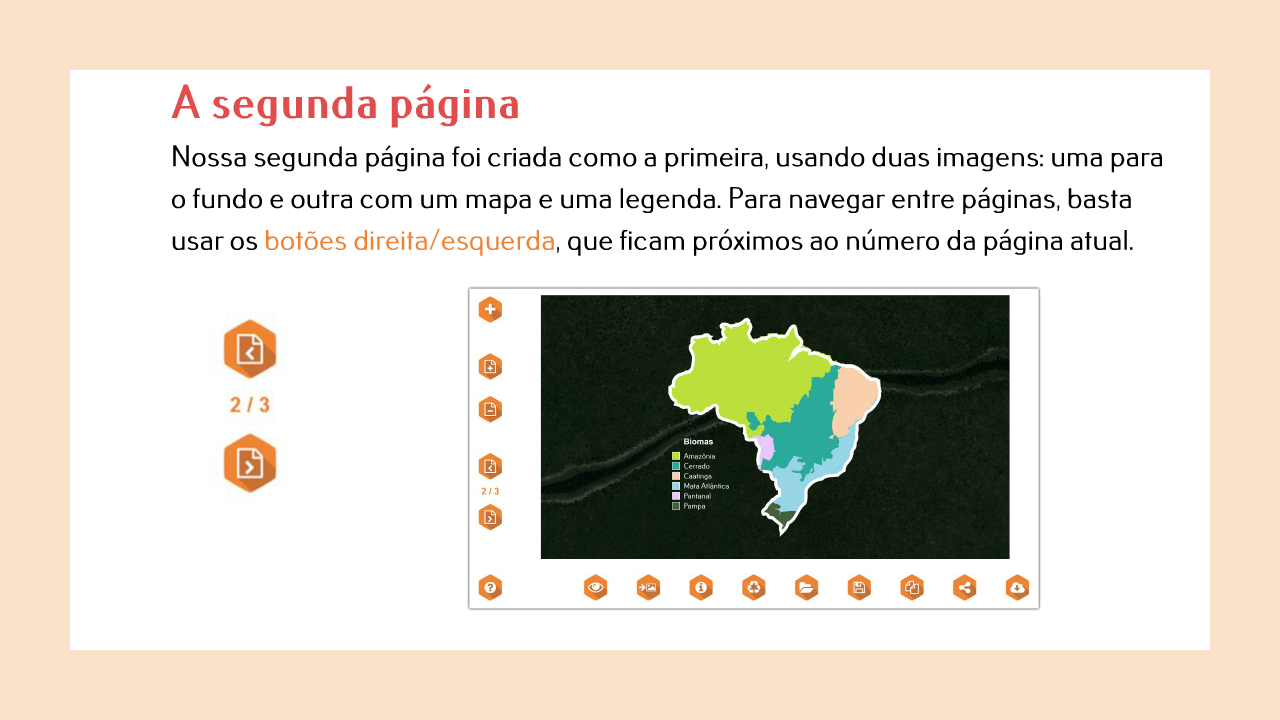 A segunda página
Nossa segunda página foi criada como a primeira, usando duas imagens: uma para
o fundo e outra com um mapa e uma legenda. Para navegar entre páginas, basta
usar os botões direita/esquerda, que ficam próximos ao número da página atual.
2 / 3
Biomas
Amazônia
Cerrado
Caatinga
Mata Atlântica
Pantanal
Pampa
2 / 3